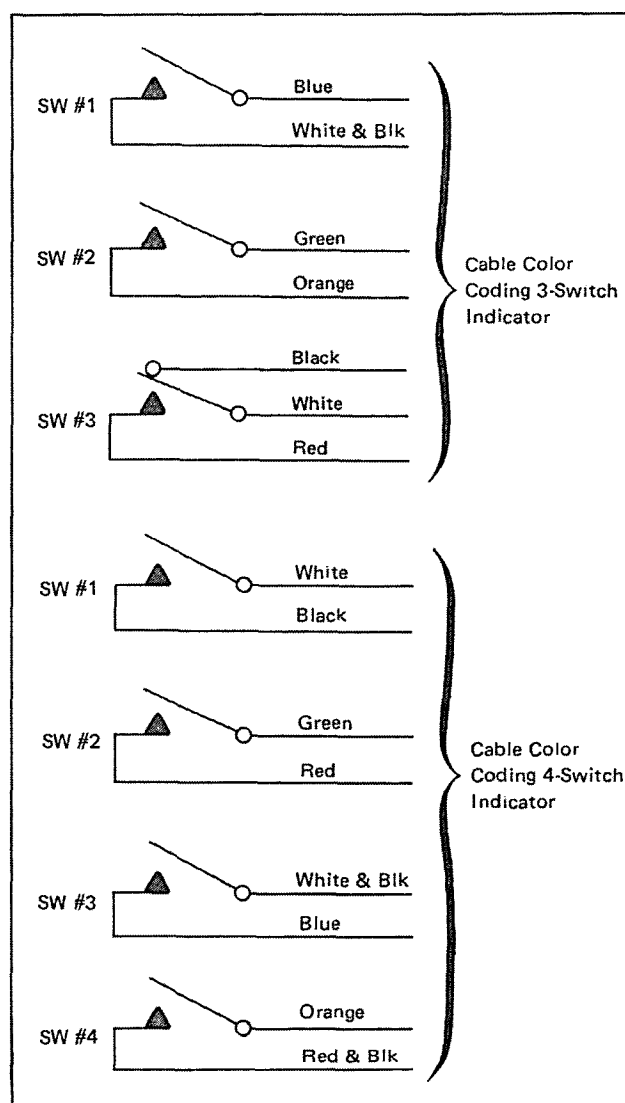 Blue
SW #1
White & Blk
Green
SW #2
Orange
Cable Color
Coding 3-Switch
Indicator
Black
White
SW #3
Red
White
SW #1
Black
Green
SW #2
Red
Cable Color
Coding 4-Switch
Indicator
White & Blk
SW #3
Blue
Orange
SW #4
Red & Blk